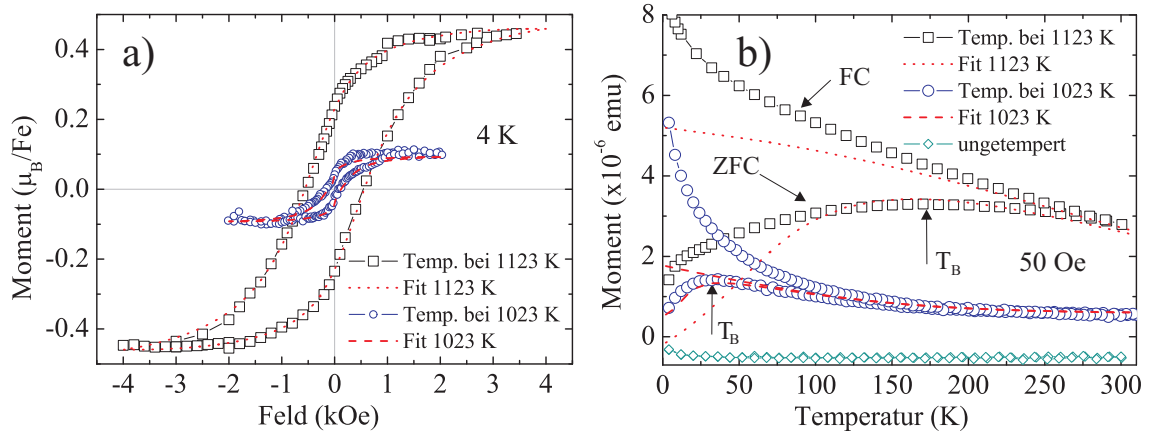 a)
4 K
Temp. bei 1123 K
Fit 1123 K
Temp. bei 1023 K
Fit 1023 K
Moment (μB/Fe)
0.4
0.2
0.0
-0.2
-0.4
-4 -3 -2 -1 0 1 2 3 4
Feld (kOe)
b)
FC
ZFC
TB
TB
50 Oe
Temp. bei 1123 K
Fit 1123 K
Temp. bei 1023 K
Fit 1023 K
ungetempert
Moment (x10⁻⁶ emu)
8
6
4
2
0
0 50 100 150 200 250 300
Temperatur (K)